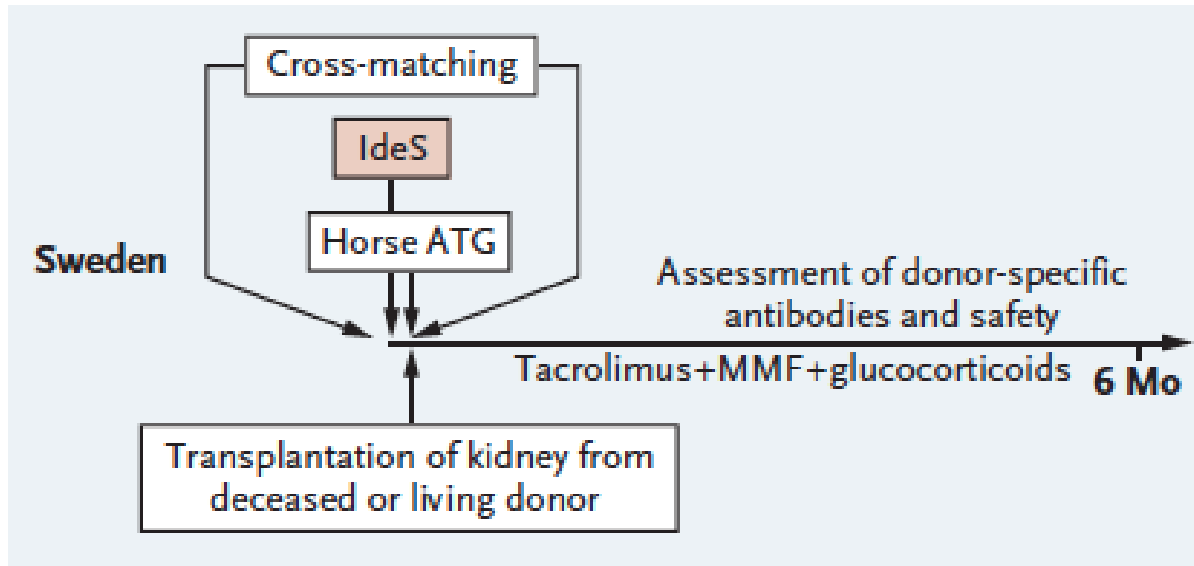 Cross-matching
IdeS
Horse ATG
Sweden
Assessment of donor-specific
antibodies and safety
Tacrolimus+MMF+glucocorticoids
6 Mo
Transplantation of kidney from
deceased or living donor